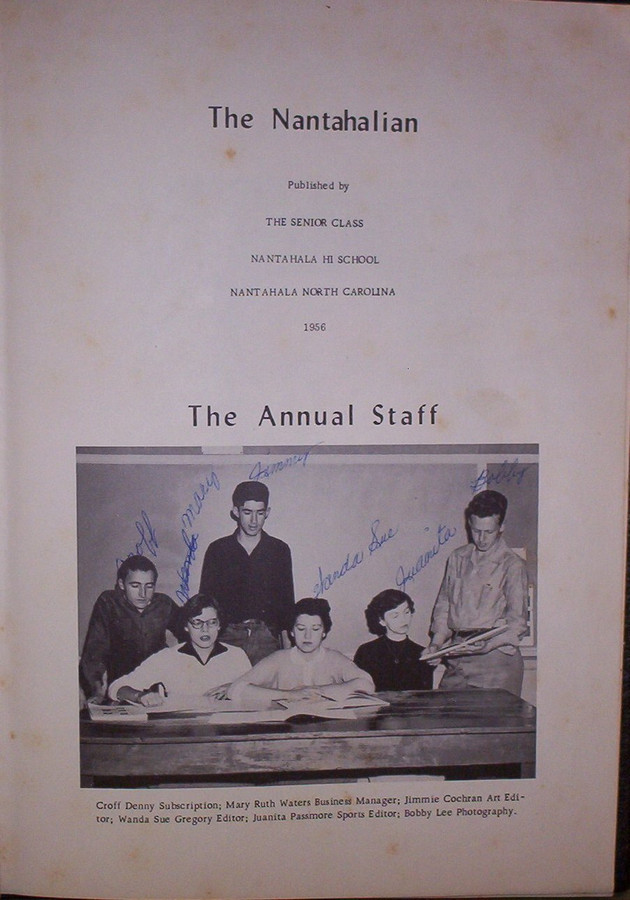 The Nantahalian
Published by
THE SENIOR CLASS
NANTAHALA HI SCHOOL
NANTAHALA NORTH CAROLINA
1956
The Annual Staff
Croff
Mary
Jimmy
Wanda Sue
Juanita
Bobby
Croff Denny Subscription; Mary Ruth Waters Business Manager; Jimmie Cochran Art Edi-
tor; Wanda Sue Gregory Editor; Juanita Passmore Sports Editor; Bobby Lee Photography.